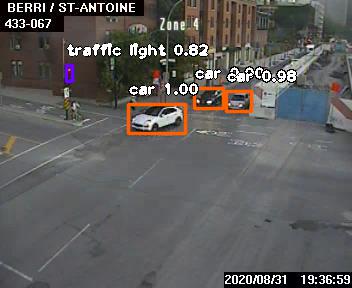 BERRI / ST-ANTOINE
433-067
Zone 4
traffic light 0.82
car 0.98
car 1.00
2020/08/31 19:36:59